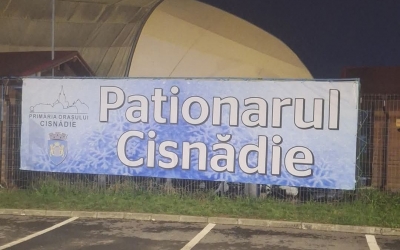 PRIMĂRIA ORAȘULUI
CISNĂDIE
Pationarul
Cisnădie